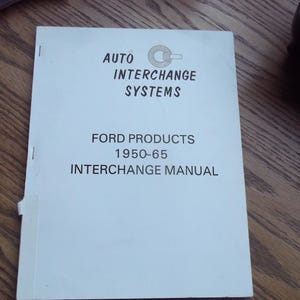 AUTO
INTERCHANGE
SYSTEMS
FORD PRODUCTS
1950-65
INTERCHANGE MANUAL